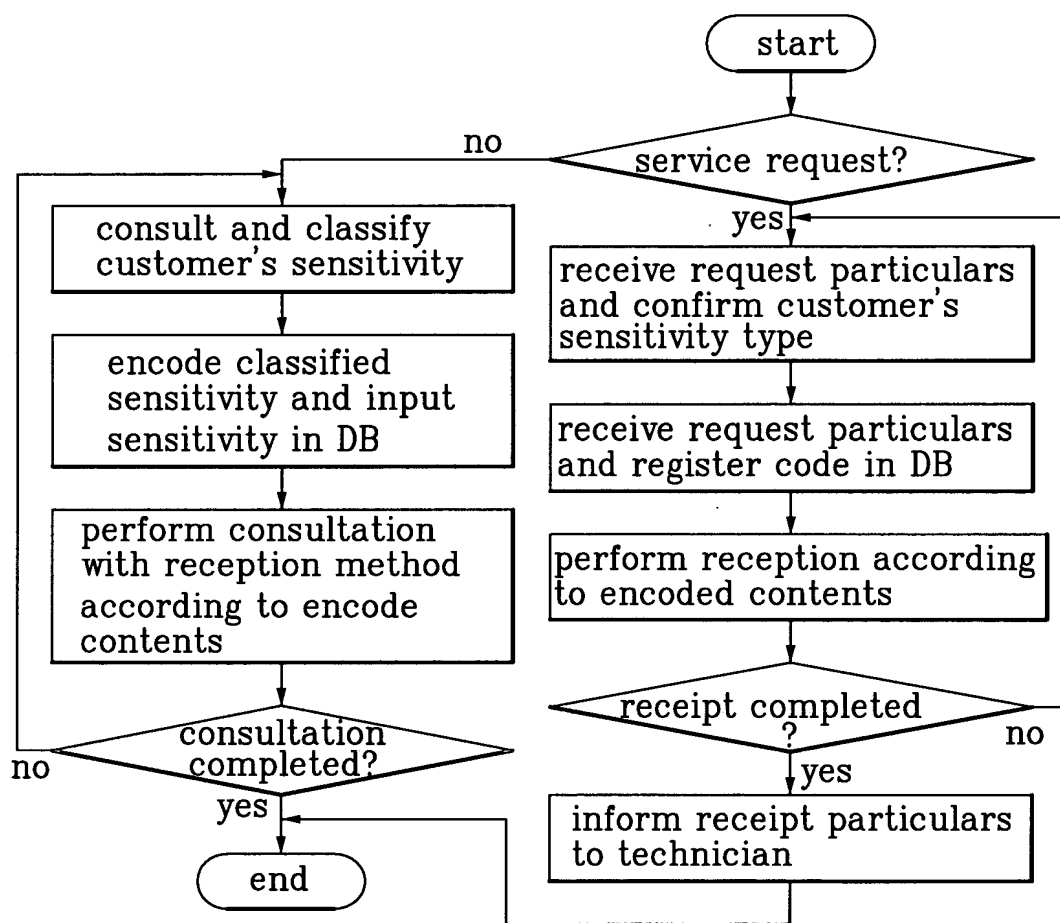 start
service request?
no
yes
consult and classify
customer's sensitivity
encode classified
sensitivity and input
sensitivity in DB
perform consultation
with reception method
according to encode
contents
consultation
completed?
no
yes
end
receive request particulars
and confirm customer's
sensitivity type
receive request particulars
and register code in DB
perform reception according
to encoded contents
receipt completed
?
no
yes
inform receipt particulars
to technician